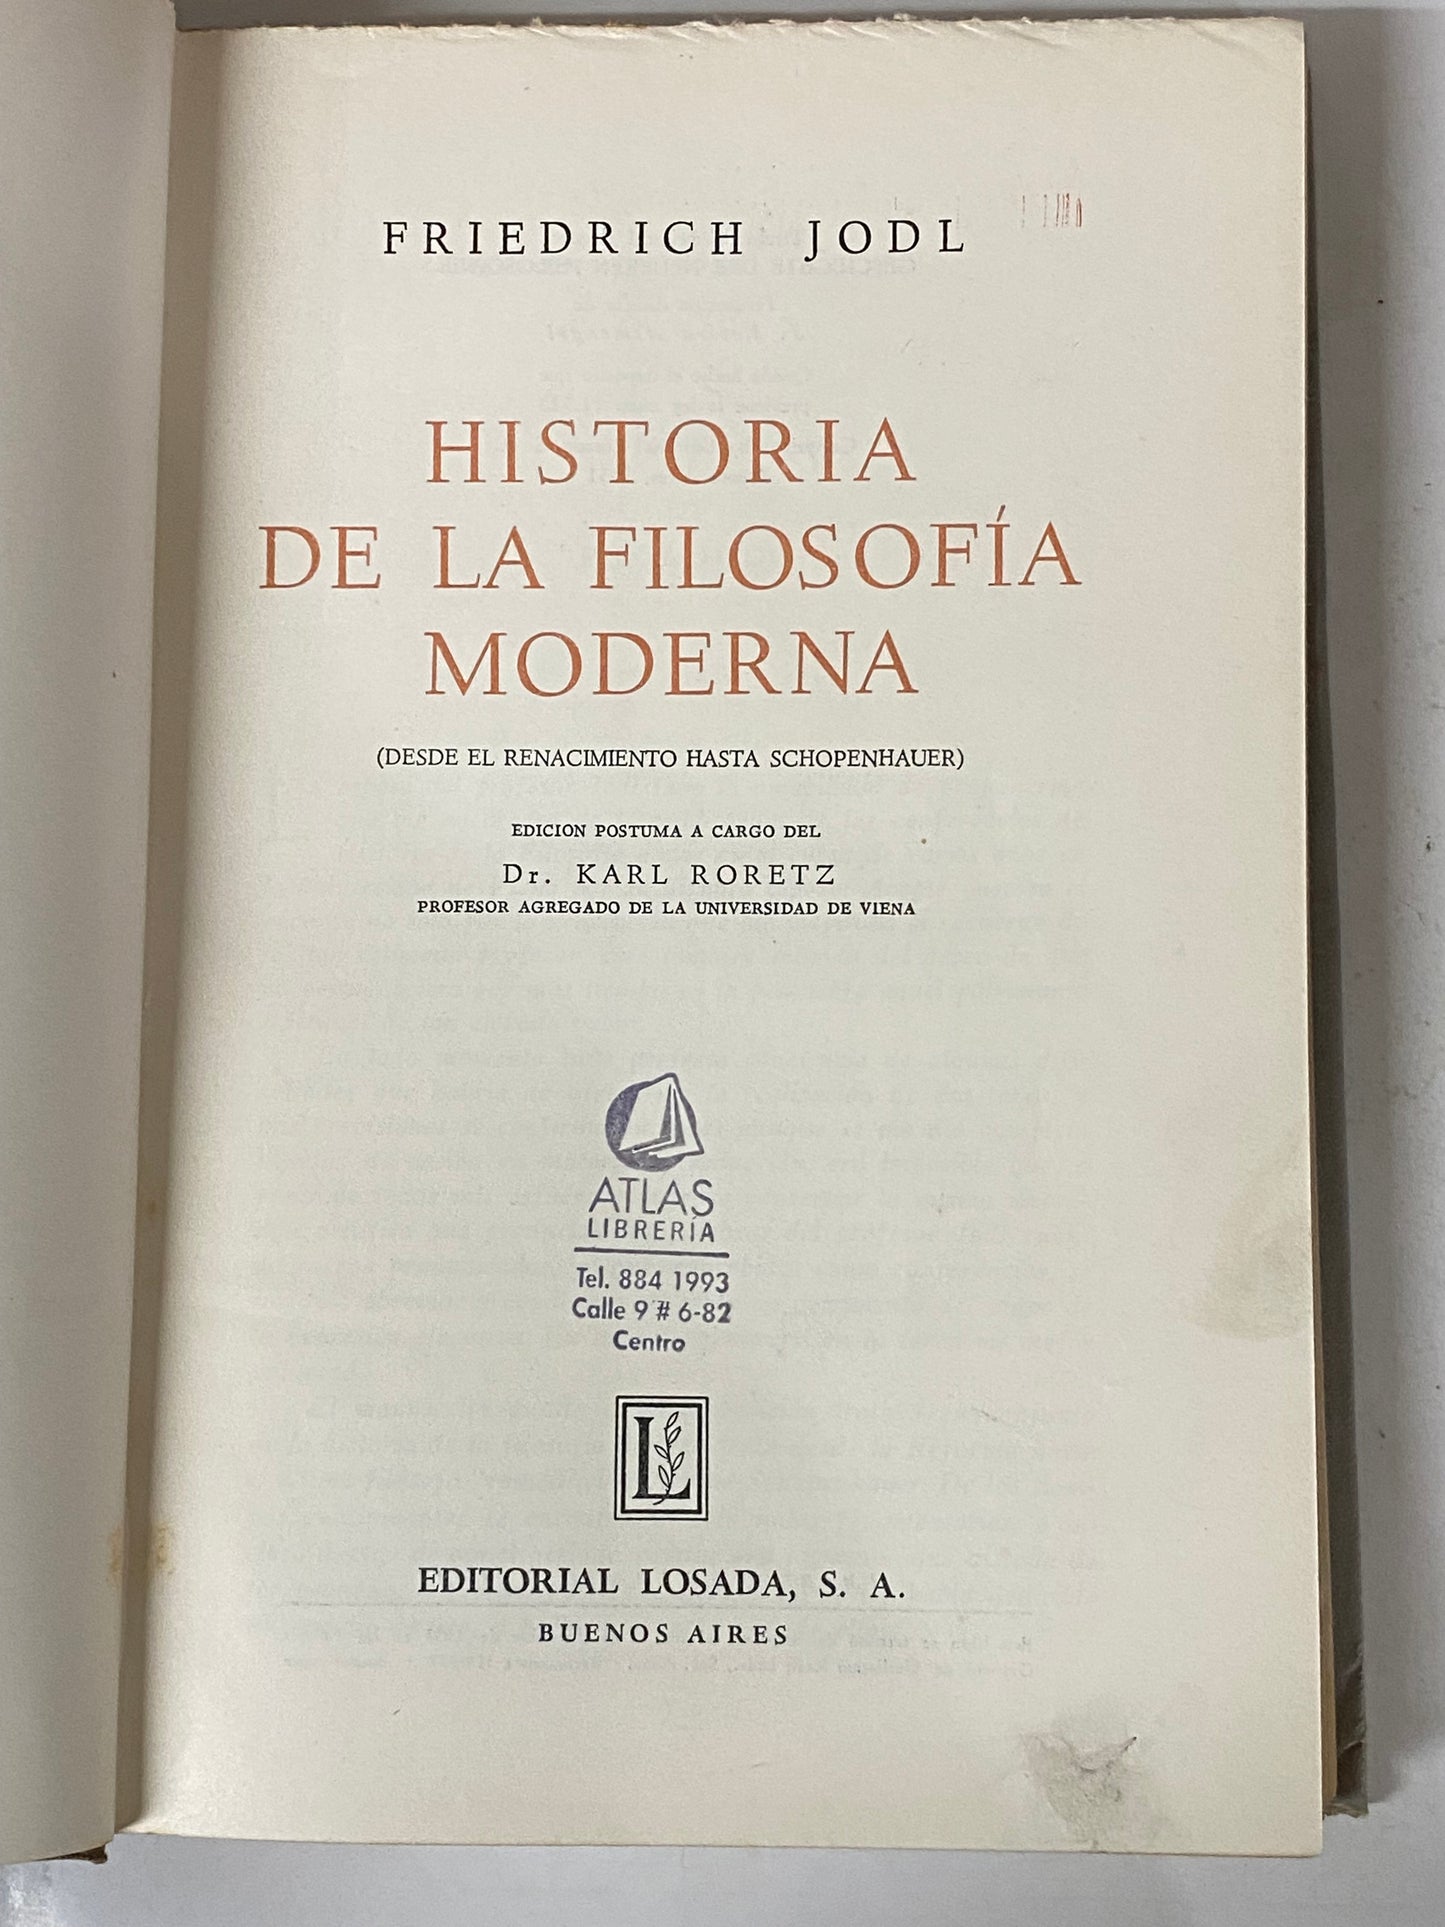 FRIEDRICH JODL
HISTORIA
DE LA FILOSOFÍA
MODERNA
(DESDE EL RENACIMIENTO HASTA SCHOPENHAUER)
EDICION POSTUMA A CARGO DEL
Dr. KARL RORETZ
PROFESOR AGREGADO DE LA UNIVERSIDAD DE VIENA
ATLAS
LIBRERÍA
Tel. 884 1993
Calle 9 # 6-82
Centro
L
EDITORIAL LOSADA, S. A.
BUENOS AIRES